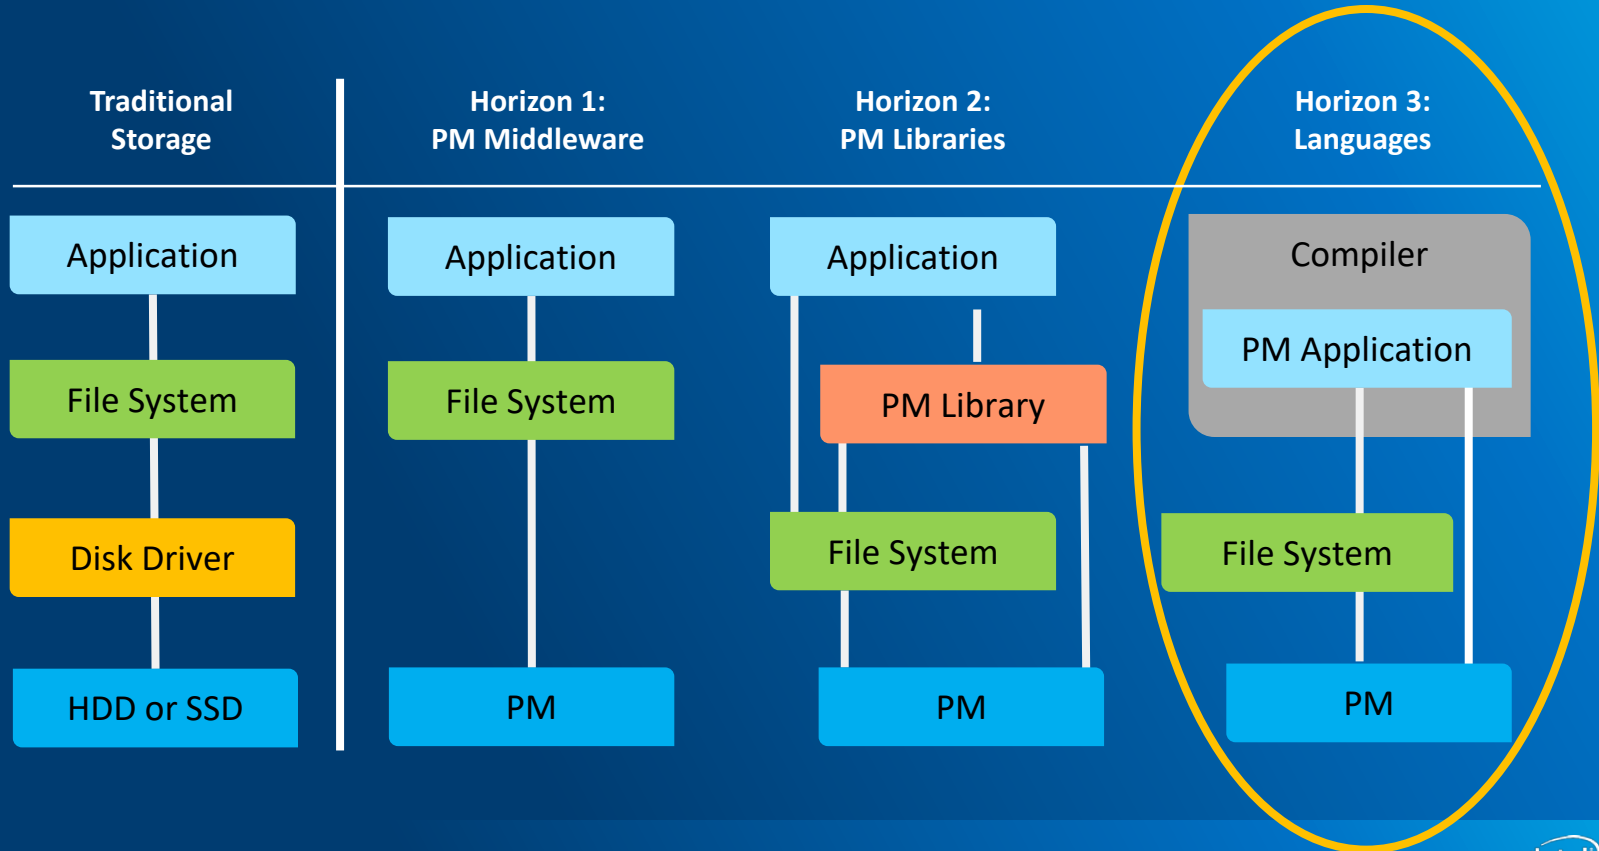 Traditional
Storage
Horizon 1:
PM Middleware
Horizon 2:
PM Libraries
Horizon 3:
Languages
Application
File System
Disk Driver
HDD or SSD
Application
File System
PM
Application
PM Library
File System
PM
Compiler
PM Application
File System
PM